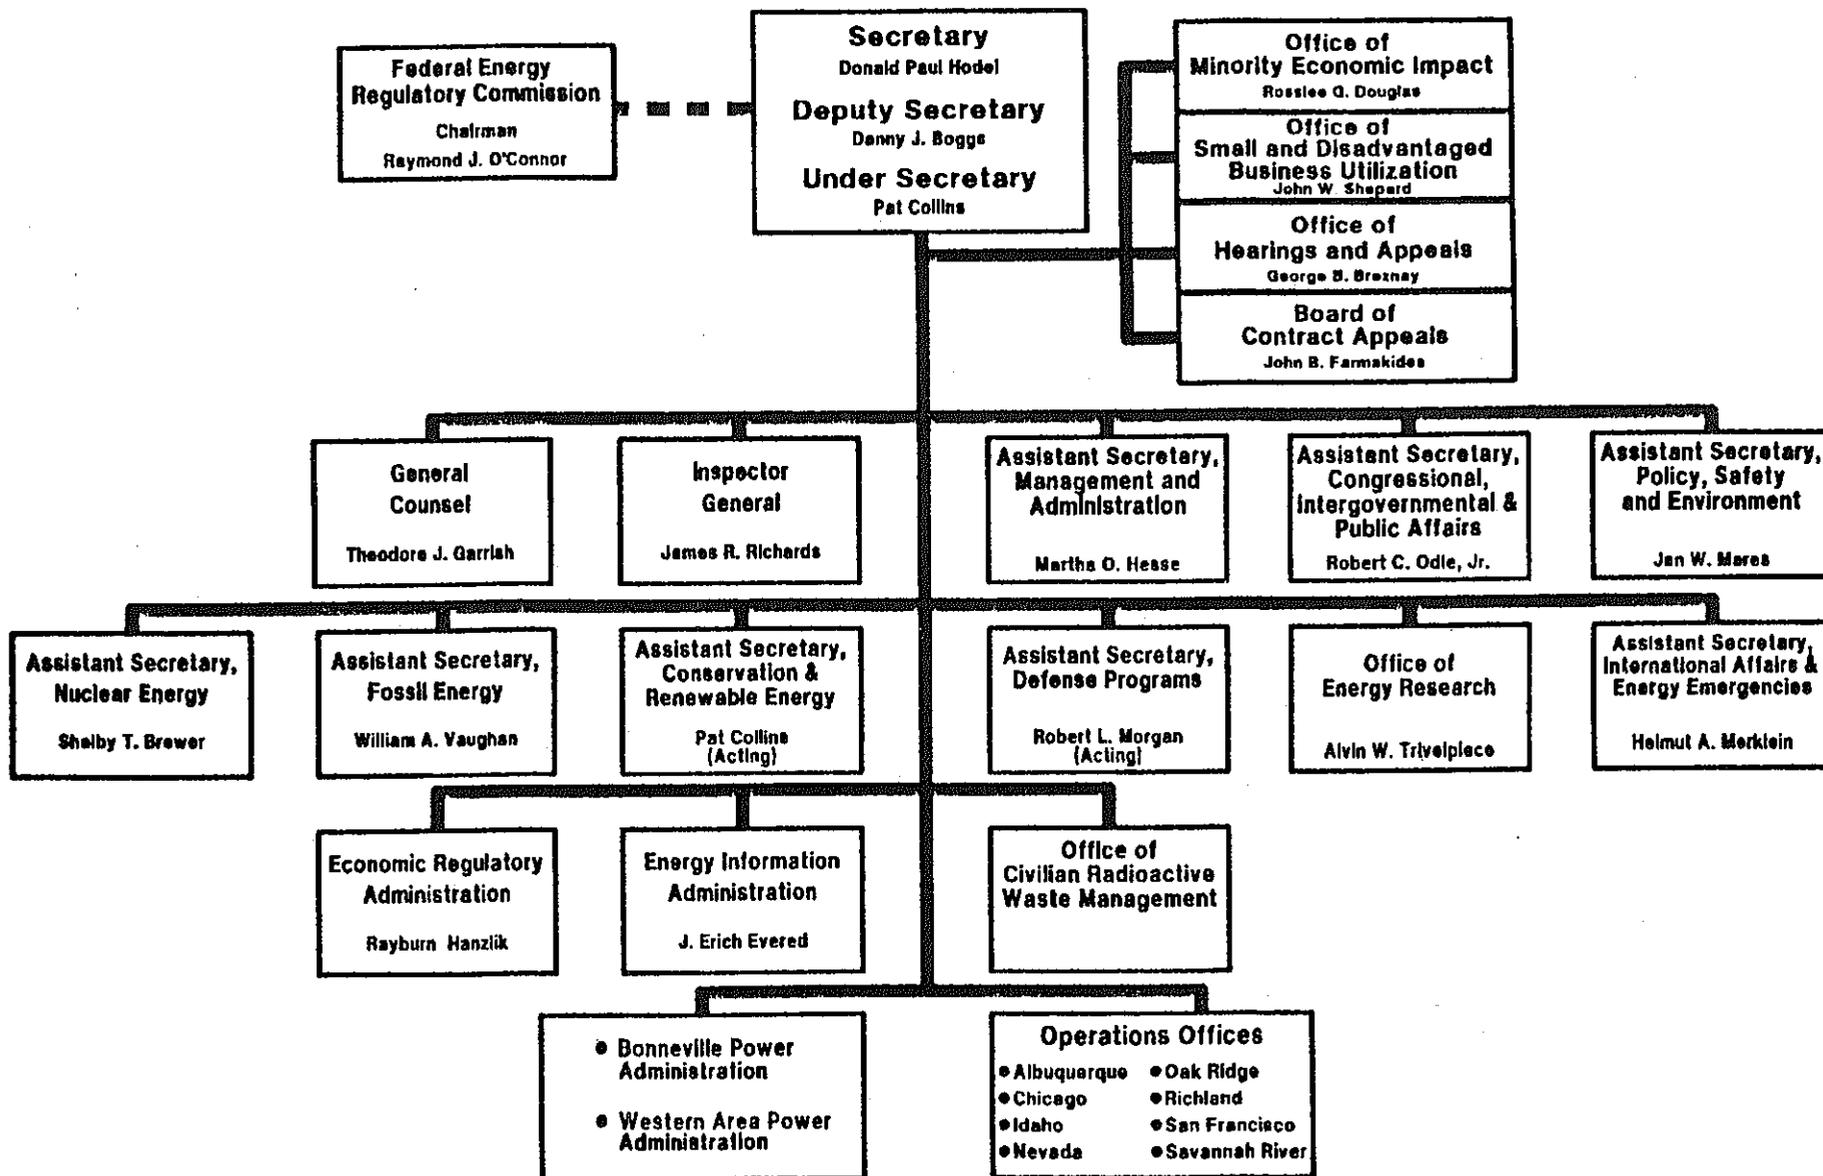 Federal Energy
Regulatory Commission
Chairman
Raymond J. O'Connor
Secretary
Donald Paul Hodel
Deputy Secretary
Danny J. Boggs
Under Secretary
Pat Collins
Office of
Minority Economic Impact
Rosslee G. Douglas
Office of
Small and Disadvantaged
Business Utilization
John W. Shepard
Office of
Hearings and Appeals
George B. Breznay
Board of
Contract Appeals
John B. Farmakides
General
Counsel
Theodore J. Garrish
Inspector
General
James R. Richards
Assistant Secretary,
Management and
Administration
Martha O. Hesse
Assistant Secretary,
Congressional,
Intergovernmental &
Public Affairs
Robert C. Odle, Jr.
Assistant Secretary,
Policy, Safety
and Environment
Jan W. Mares
Assistant Secretary,
Nuclear Energy
Shelby T. Brewer
Assistant Secretary,
Fossil Energy
William A. Vaughan
Assistant Secretary,
Conservation &
Renewable Energy
Pat Collins
(Acting)
Assistant Secretary,
Defense Programs
Robert L. Morgan
(Acting)
Office of
Energy Research
Alvin W. Trivelpiece
Assistant Secretary,
International Affairs &
Energy Emergencies
Helmut A. Merklein
Economic Regulatory
Administration
Rayburn Hanzlik
Energy Information
Administration
J. Erich Evered
Office of
Civilian Radioactive
Waste Management
● Bonneville Power
Administration
● Western Area Power
Administration
Operations Offices
● Albuquerque ● Oak Ridge
● Chicago ● Richland
● Idaho ● San Francisco
● Nevada ● Savannah River